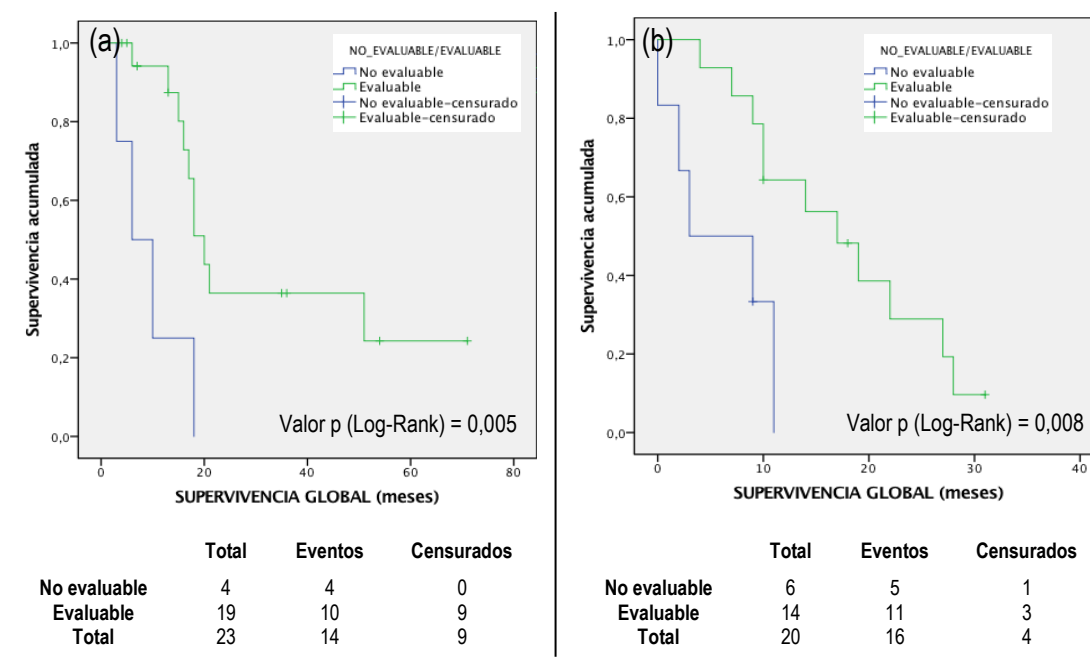 (a)
NO_EVALUABLE/EVALUABLE
No evaluable
Evaluable
No evaluable-censurado
Evaluable-censurado
1,0
0,8
0,6
0,4
0,2
0,0
Supervivencia acumulada
Valor p (Log-Rank) = 0,005
0 20 40 60 80
SUPERVIVENCIA GLOBAL (meses)
Total Eventos Censurados
No evaluable 4 4 0
Evaluable 19 10 9
Total 23 14 9
(b)
NO_EVALUABLE/EVALUABLE
No evaluable
Evaluable
No evaluable-censurado
Evaluable-censurado
1,0
0,8
0,6
0,4
0,2
0,0
Supervivencia acumulada
Valor p (Log-Rank) = 0,008
0 10 20 30 40
SUPERVIVENCIA GLOBAL (meses)
Total Eventos Censurados
No evaluable 6 5 1
Evaluable 14 11 3
Total 20 16 4